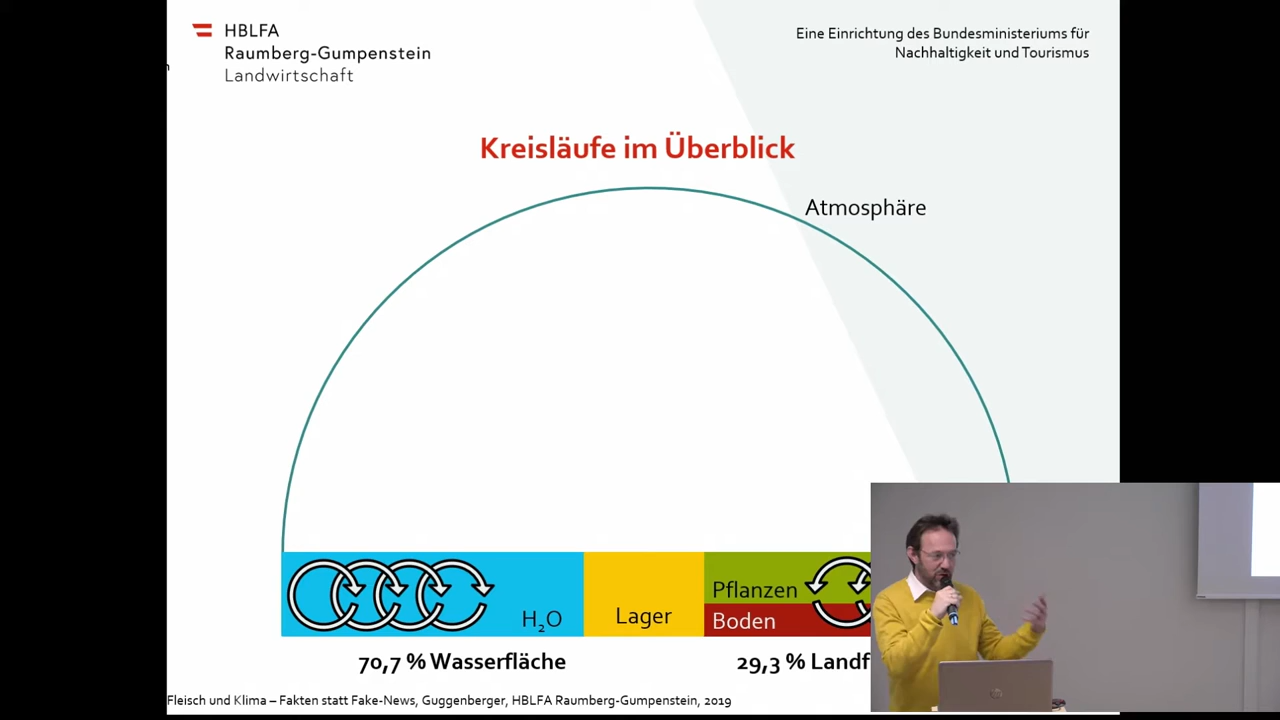 HBLFA
Raumberg-Gumpenstein
Landwirtschaft
Eine Einrichtung des Bundesministeriums für
Nachhaltigkeit und Tourismus
Kreisläufe im Überblick
Atmosphäre
H₂O
Lager
Pflanzen
Boden
70,7 % Wasserfläche
29,3 % Landf
Fleisch und Klima – Fakten statt Fake-News, Guggenberger, HBLFA Raumberg-Gumpenstein, 2019